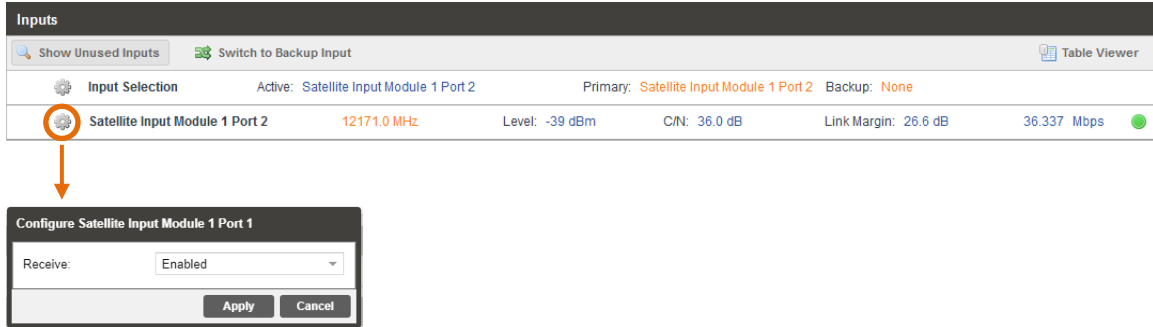 Inputs
Show Unused Inputs Switch to Backup Input Table Viewer
Input Selection Active: Satellite Input Module 1 Port 2 Primary: Satellite Input Module 1 Port 2 Backup: None
Satellite Input Module 1 Port 2 12171.0 MHz Level: -39 dBm C/N: 36.0 dB Link Margin: 26.6 dB 36.337 Mbps
Configure Satellite Input Module 1 Port 1
Receive: Enabled
Apply Cancel